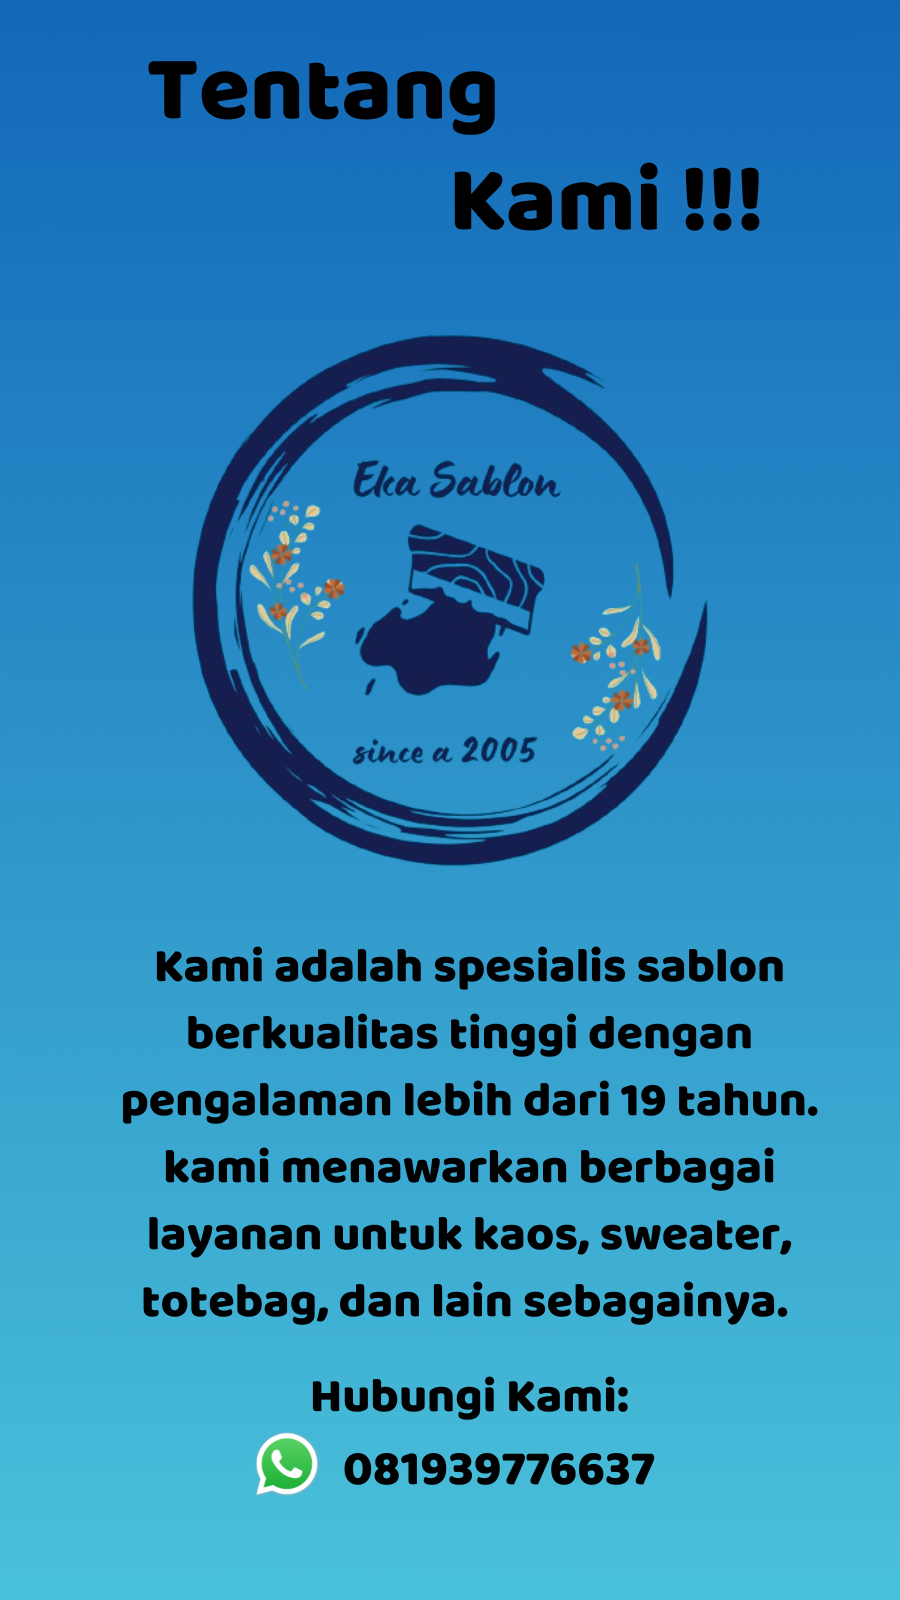 Tentang
Kami !!!
Eka Sablon
since a 2005
Kami adalah spesialis sablon
berkualitas tinggi dengan
pengalaman lebih dari 19 tahun.
kami menawarkan berbagai
layanan untuk kaos, sweater,
totebag, dan lain sebagainya.
Hubungi Kami:
081939776637